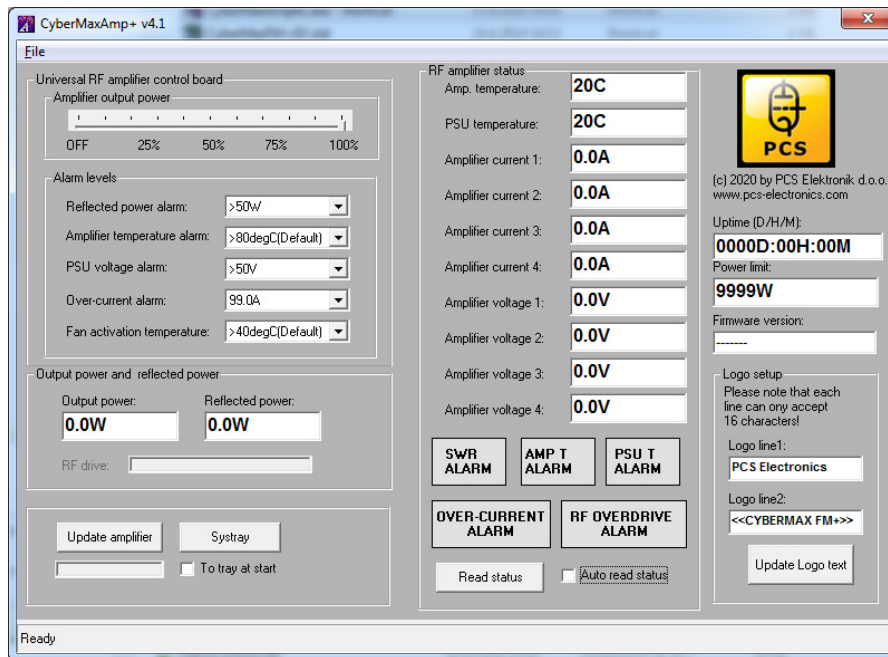 CyberMaxAmp+ v4.1
File
Universal RF amplifier control board
Amplifier output power
OFF 25% 50% 75% 100%
Alarm levels
Reflected power alarm: >50W
Amplifier temperature alarm: >80degC(Default)
PSU voltage alarm: >50V
Over-current alarm: 99.0A
Fan activation temperature: >40degC(Default)
Output power and reflected power
Output power: Reflected power:
0.0W 0.0W
RF drive:
Update amplifier Systray
To tray at start
RF amplifier status
Amp. temperature: 20C
PSU temperature: 20C
Amplifier current 1: 0.0A
Amplifier current 2: 0.0A
Amplifier current 3: 0.0A
Amplifier current 4: 0.0A
Amplifier voltage 1: 0.0V
Amplifier voltage 2: 0.0V
Amplifier voltage 3: 0.0V
Amplifier voltage 4: 0.0V
SWR
ALARM
AMP T
ALARM
PSU T
ALARM
OVER-CURRENT
ALARM
RF OVERDRIVE
ALARM
Read status Auto read status
PCS
(c) 2020 by PCS Elektronik d.o.o.
www.pcs-electronics.com
Uptime (D/H/M):
0000D:00H:00M
Power limit:
9999W
Firmware version:
-------
Logo setup
Please note that each
line can ony accept
16 characters!
Logo line1:
PCS Electronics
Logo line2:
<<CYBERMAX FM+>>
Update Logo text
Ready